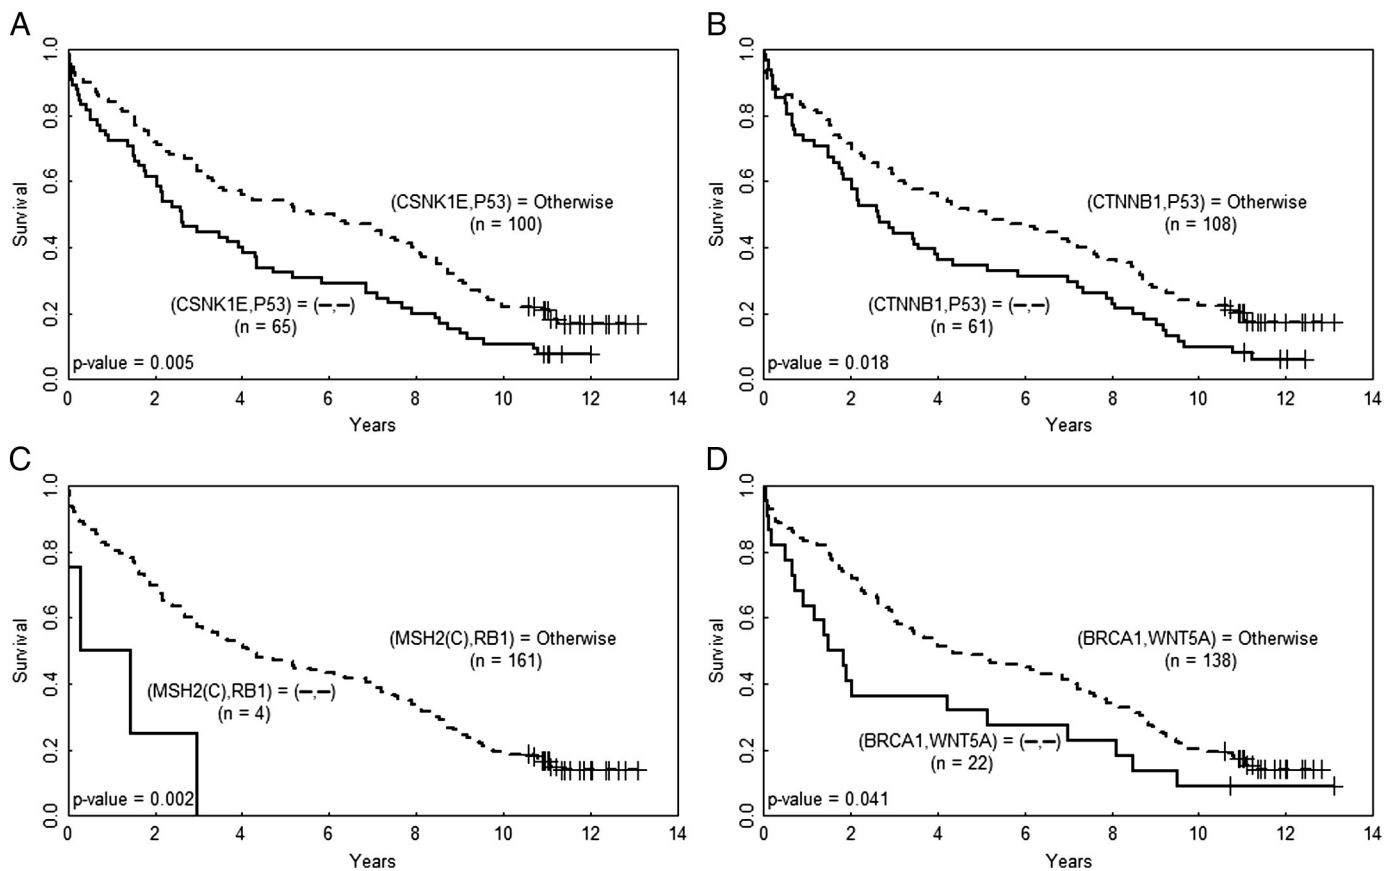 A
1.0
0.8
0.6
0.4
0.2
0.0
Survival
(CSNK1E,P53) = Otherwise
(n = 100)
(CSNK1E,P53) = (−,−)
(n = 65)
p-value = 0.005
0 2 4 6 8 10 12 14
Years
B
1.0
0.8
0.6
0.4
0.2
0.0
Survival
(CTNNB1,P53) = Otherwise
(n = 108)
(CTNNB1,P53) = (−,−)
(n = 61)
p-value = 0.018
0 2 4 6 8 10 12 14
Years
C
1.0
0.8
0.6
0.4
0.2
0.0
Survival
(MSH2(C),RB1) = Otherwise
(n = 161)
(MSH2(C),RB1) = (−,−)
(n = 4)
p-value = 0.002
0 2 4 6 8 10 12 14
Years
D
1.0
0.8
0.6
0.4
0.2
0.0
Survival
(BRCA1,WNT5A) = Otherwise
(n = 138)
(BRCA1,WNT5A) = (−,−)
(n = 22)
p-value = 0.041
0 2 4 6 8 10 12 14
Years